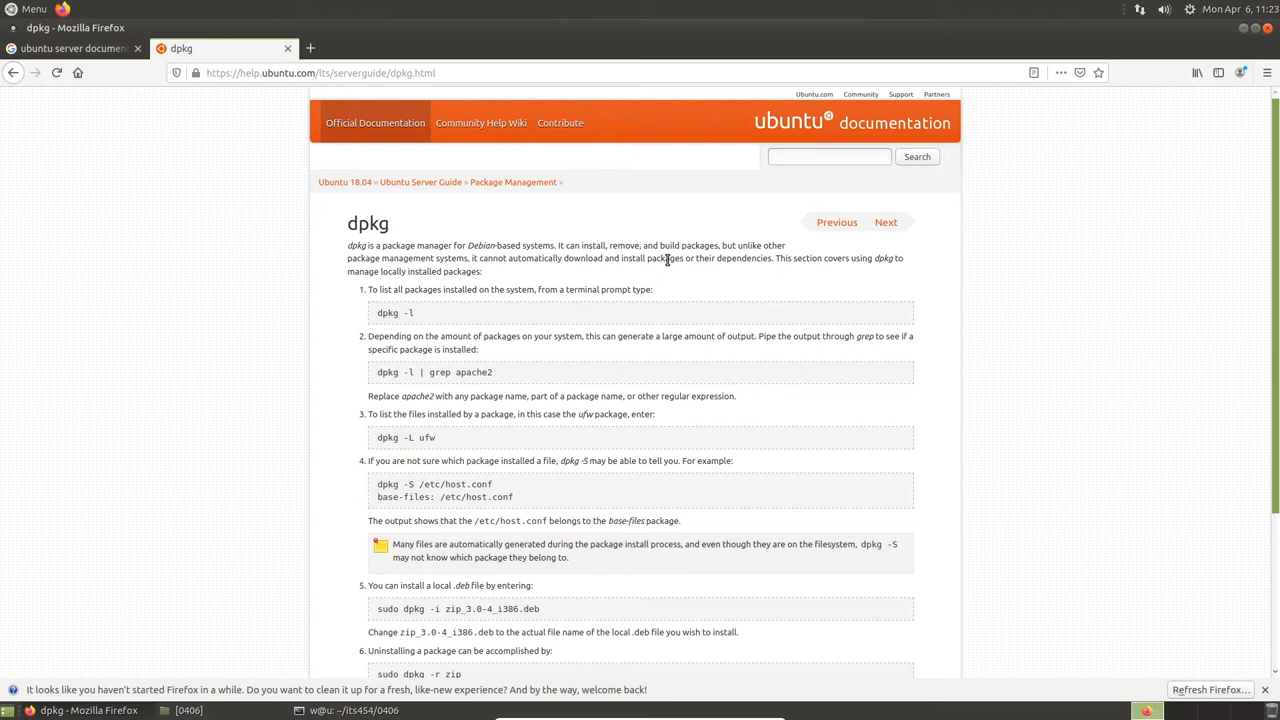 Menu
Mon Apr 6, 11:23
dpkg - Mozilla Firefox
ubuntu server document
dpkg
https://help.ubuntu.com/lts/serverguide/dpkg.html
Ubuntu.com Community Support Partners
Official Documentation Community Help Wiki Contribute
ubuntu documentation
Search
Ubuntu 18.04 » Ubuntu Server Guide » Package Management »
dpkg
Previous Next
dpkg is a package manager for Debian-based systems. It can install, remove, and build packages, but unlike other
package management systems, it cannot automatically download and install packages or their dependencies. This section covers using dpkg to
manage locally installed packages:
1. To list all packages installed on the system, from a terminal prompt type:
dpkg -l
2. Depending on the amount of packages on your system, this can generate a large amount of output. Pipe the output through grep to see if a
specific package is installed:
dpkg -l | grep apache2
Replace apache2 with any package name, part of a package name, or other regular expression.
3. To list the files installed by a package, in this case the ufw package, enter:
dpkg -L ufw
4. If you are not sure which package installed a file, dpkg -S may be able to tell you. For example:
dpkg -S /etc/host.conf
base-files: /etc/host.conf
The output shows that the /etc/host.conf belongs to the base-files package.
Many files are automatically generated during the package install process, and even though they are on the filesystem, dpkg -S
may not know which package they belong to.
5. You can install a local .deb file by entering:
sudo dpkg -i zip_3.0-4_i386.deb
Change zip_3.0-4_i386.deb to the actual file name of the local .deb file you wish to install.
6. Uninstalling a package can be accomplished by:
sudo dpkg -r zip
It looks like you haven't started Firefox in a while. Do you want to clean it up for a fresh, like-new experience? And by the way, welcome back!
Refresh Firefox...
dpkg - Mozilla Firefox
[0406]
w@u: ~/its454/0406